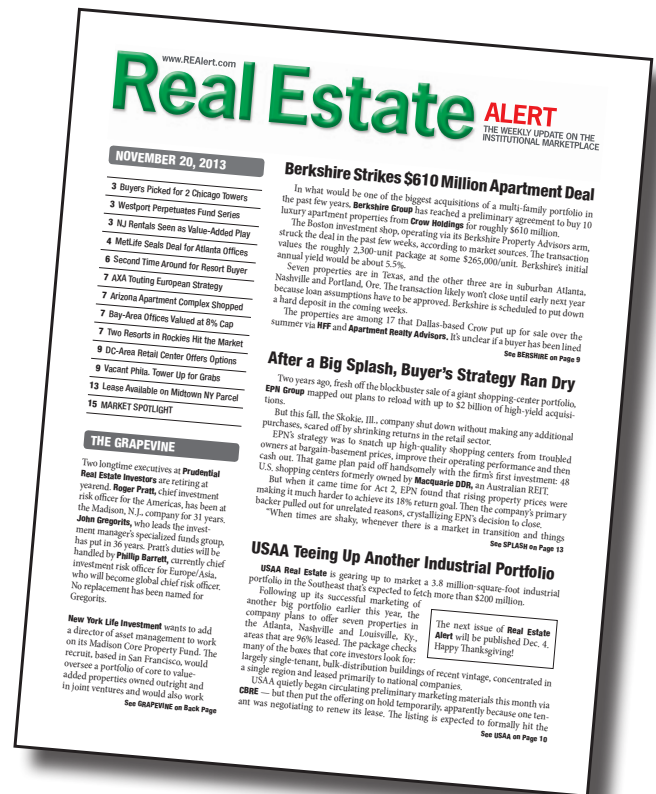 www.REAlert.com
Real Estate
ALERT
THE WEEKLY UPDATE ON THE
INSTITUTIONAL MARKETPLACE
NOVEMBER 20, 2013
3 Buyers Picked for 2 Chicago Towers
3 Westport Perpetuates Fund Series
3 NJ Rentals Seen as Value-Added Play
4 MetLife Seals Deal for Atlanta Offices
6 Second Time Around for Resort Buyer
7 AXA Touting European Strategy
7 Arizona Apartment Complex Shopped
7 Bay-Area Offices Valued at 8% Cap
7 Two Resorts in Rockies Hit the Market
9 DC-Area Retail Center Offers Options
9 Vacant Phila. Tower Up for Grabs
13 Lease Available on Midtown NY Parcel
15 MARKET SPOTLIGHT
THE GRAPEVINE
Two longtime executives at Prudential
Real Estate Investors are retiring at
yearend. Roger Pratt, chief investment
risk officer for the Americas, has been at
the Madison, N.J., company for 31 years.
John Gregorits, who leads the invest-
ment manager's specialized funds group,
has put in 36 years. Pratt's duties will be
handled by Phillip Barrett, currently chief
investment risk officer for Europe/Asia,
who will become global chief risk officer.
No replacement has been named for
Gregorits.
New York Life Investment wants to add
a director of asset management to work
on its Madison Core Property Fund. The
recruit, based in San Francisco, would
oversee a portfolio of core to value-
added properties owned outright and
in joint ventures and would also work
See GRAPEVINE on Back Page
Berkshire Strikes $610 Million Apartment Deal
In what would be one of the biggest acquisitions of a multi-family portfolio in
the past few years, Berkshire Group has reached a preliminary agreement to buy 10
luxury apartment properties from Crow Holdings for roughly $610 million.
The Boston investment shop, operating via its Berkshire Property Advisors arm,
struck the deal in the past few weeks, according to market sources. The transaction
values the roughly 2,300-unit package at some $265,000/unit. Berkshire's initial
annual yield would be about 5.5%.
Seven properties are in Texas, and the other three are in suburban Atlanta,
Nashville and Portland, Ore. The transaction likely won't close until early next year
because loan assumptions have to be approved. Berkshire is scheduled to put down
a hard deposit in the coming weeks.
The properties are among 17 that Dallas-based Crow put up for sale over the
summer via HFF and Apartment Realty Advisors. It's unclear if a buyer has been lined
See BERSHIRE on Page 9
After a Big Splash, Buyer's Strategy Ran Dry
Two years ago, fresh off the blockbuster sale of a giant shopping-center portfolio,
EPN Group mapped out plans to reload with up to $2 billion of high-yield acquisi-
tions.
But this fall, the Skokie, Ill., company shut down without making any additional
purchases, scared off by shrinking returns in the retail sector.
EPN's strategy was to snatch up high-quality shopping centers from troubled
owners at bargain-basement prices, improve their operating performance and then
cash out. That game plan paid off handsomely with the firm's first investment: 48
U.S. shopping centers formerly owned by Macquarie DDR, an Australian REIT.
But when it came time for Act 2, EPN found that rising property prices were
making it much harder to achieve its 18% return goal. Then the company's primary
backer pulled out for unrelated reasons, crystallizing EPN's decision to close.
"When times are shaky, whenever there is a market in transition and things
See SPLASH on Page 13
USAA Teeing Up Another Industrial Portfolio
USAA Real Estate is gearing up to market a 3.8 million-square-foot industrial
portfolio in the Southeast that's expected to fetch more than $200 million.
Following up its successful marketing of
another big portfolio earlier this year, the
company plans to offer seven properties in
the Atlanta, Nashville and Louisville, Ky.,
areas that are 96% leased. The package checks
many of the boxes that core investors look for:
largely single-tenant, bulk-distribution buildings of recent vintage, concentrated in
a single region and leased primarily to national companies.
USAA quietly began circulating preliminary marketing materials this month via
CBRE — but then put the offering on hold temporarily, apparently because one ten-
ant was negotiating to renew its lease. The listing is expected to formally hit the
See USAA on Page 10
The next issue of Real Estate
Alert will be published Dec. 4.
Happy Thanksgiving!